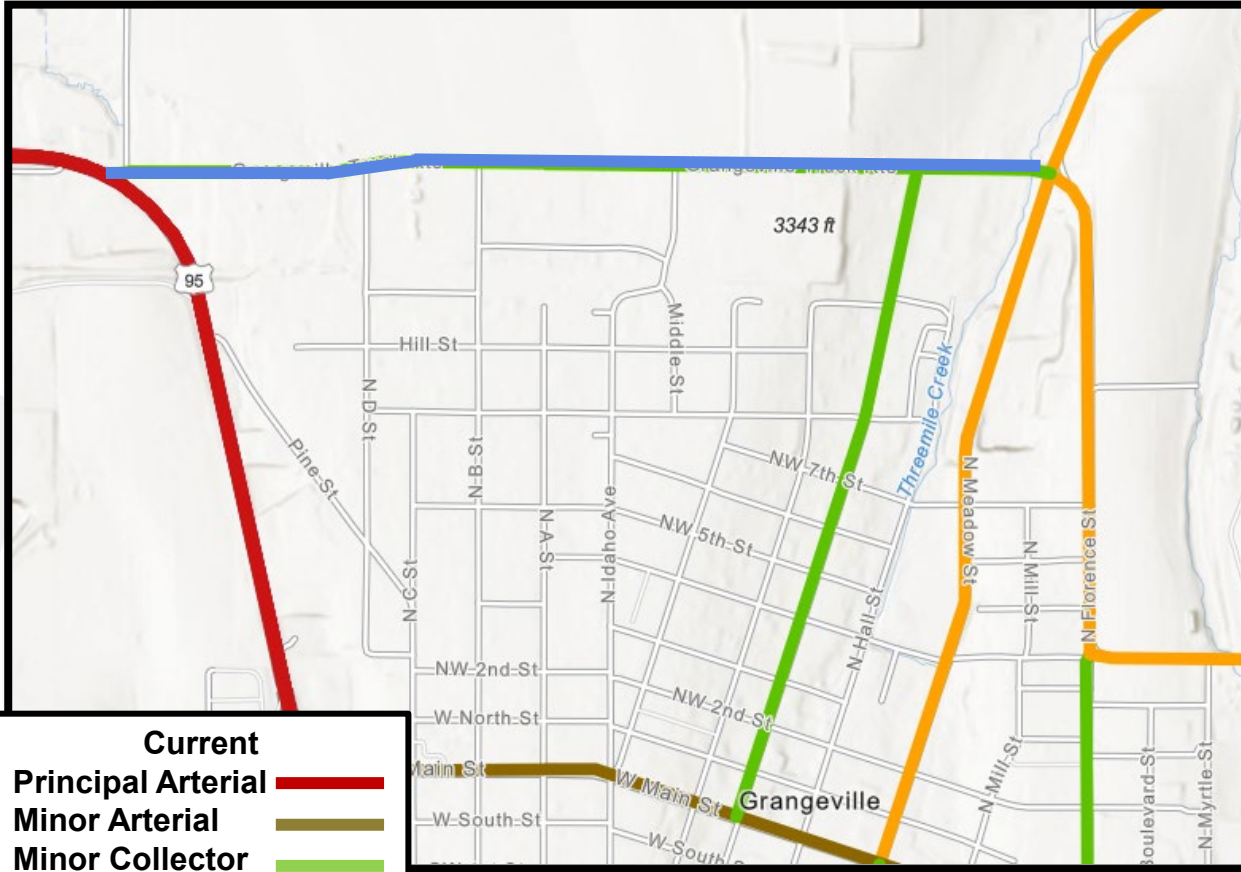 3343 ft
95
Hill St
Middle St
Threemile Creek
N D St
Pine St
N B St
NW 7th St
N Meadow St
N A St
N Idaho Ave
NW 5th St
N C St
N Mill St
N Florence St
N Hall St
NW 2nd St
NW 2nd St
W North St
Main St
W Main St
Grangeville
N Mill St
W South St
W South S
Boulevard St
N Myrtle St
Current
Principal Arterial
Minor Arterial
Minor Collector